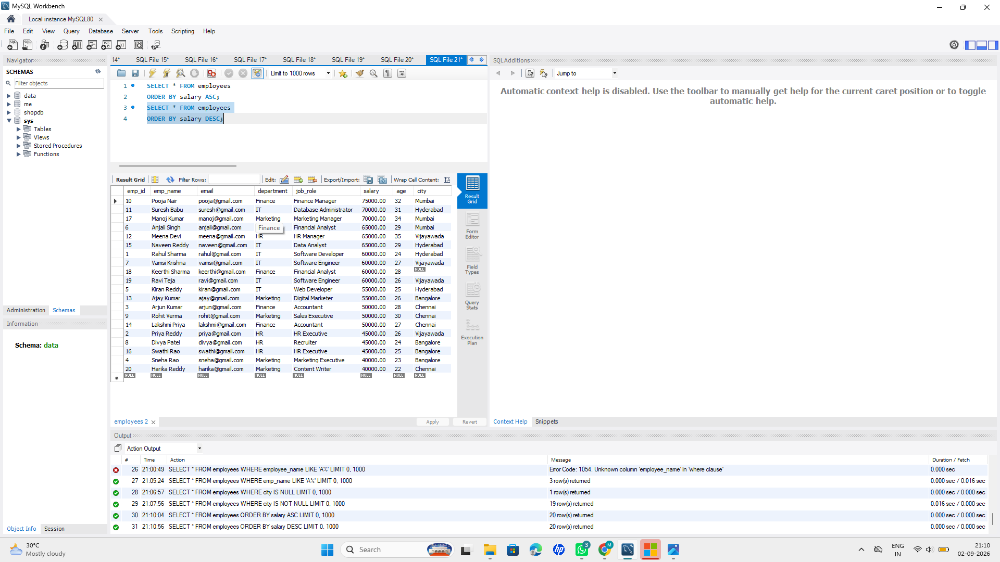 MySQL Workbench
Local instance MySQL80
File Edit View Query Database Server Tools Scripting Help
Navigator
SCHEMAS
Filter objects
data
me
shopdb
sys
Tables
Views
Stored Procedures
Functions
Administration Schemas
Information
Schema: data
Object Info Session
14* SQL File 15* SQL File 16* SQL File 17* SQL File 18* SQL File 19* SQL File 20* SQL File 21*
Limit to 1000 rows
1 SELECT * FROM employees
2 ORDER BY salary ASC;
3 SELECT * FROM employees
4 ORDER BY salary DESC;
Result Grid Filter Rows: Edit: Export/Import: Wrap Cell Content:
emp_id emp_name email department job_role salary age city
10 Pooja Nair pooja@gmail.com Finance Finance Manager 75000.00 32 Mumbai
11 Suresh Babu suresh@gmail.com IT Database Administrator 70000.00 31 Hyderabad
17 Manoj Kumar manoj@gmail.com Marketing Marketing Manager 70000.00 34 Mumbai
6 Anjali Singh anjali@gmail.com Finance Financial Analyst 65000.00 29 Mumbai
12 Meena Devi meena@gmail.com HR HR Manager 65000.00 35 Vijayawada
15 Naveen Reddy naveen@gmail.com IT Data Analyst 65000.00 29 Hyderabad
1 Rahul Sharma rahul@gmail.com IT Software Developer 60000.00 24 Hyderabad
7 Vamsi Krishna vamsi@gmail.com IT Software Engineer 60000.00 27 Vijayawada
18 Keerthi Sharma keerthi@gmail.com Finance Financial Analyst 60000.00 28 NULL
19 Ravi Teja ravi@gmail.com IT Software Engineer 60000.00 26 Vijayawada
5 Kiran Reddy kiran@gmail.com IT Web Developer 55000.00 25 Hyderabad
13 Ajay Kumar ajay@gmail.com Marketing Digital Marketer 55000.00 26 Bangalore
3 Arjun Kumar arjun@gmail.com Finance Accountant 50000.00 28 Chennai
9 Rohit Verma rohit@gmail.com Marketing Sales Executive 50000.00 30 Chennai
14 Lakshmi Priya lakshmi@gmail.com Finance Accountant 50000.00 27 Chennai
2 Priya Reddy priya@gmail.com HR HR Executive 45000.00 26 Vijayawada
8 Divya Patel divya@gmail.com HR Recruiter 45000.00 24 Bangalore
16 Swathi Rao swathi@gmail.com HR HR Executive 45000.00 25 Bangalore
4 Sneha Rao sneha@gmail.com Marketing Marketing Executive 40000.00 23 Bangalore
20 Harika Reddy harika@gmail.com Marketing Content Writer 40000.00 22 Chennai
NULL NULL NULL NULL NULL NULL NULL NULL
Result
Grid
Form
Editor
Field
Types
Query
Stats
Execution
Plan
employees 2 Apply Revert
SQLAdditions
Jump to
Automatic context help is disabled. Use the toolbar to manually get help for the current caret position or to toggle
automatic help.
Context Help Snippets
Output
Action Output
# Time Action Message Duration / Fetch
26 21:00:49 SELECT * FROM employees WHERE employee_name LIKE 'A%' LIMIT 0, 1000 Error Code: 1054. Unknown column 'employee_name' in 'where clause' 0.000 sec
27 21:05:24 SELECT * FROM employees WHERE emp_name LIKE 'A%' LIMIT 0, 1000 3 row(s) returned 0.000 sec / 0.016 sec
28 21:06:57 SELECT * FROM employees WHERE city IS NULL LIMIT 0, 1000 1 row(s) returned 0.000 sec / 0.000 sec
29 21:07:56 SELECT * FROM employees WHERE city IS NOT NULL LIMIT 0, 1000 19 row(s) returned 0.016 sec / 0.000 sec
30 21:10:04 SELECT * FROM employees ORDER BY salary ASC LIMIT 0, 1000 20 row(s) returned 0.000 sec / 0.000 sec
31 21:10:56 SELECT * FROM employees ORDER BY salary DESC LIMIT 0, 1000 20 row(s) returned 0.000 sec / 0.000 sec
30°C
Mostly cloudy
Search
hp
3
M
ENG
IN
21:10
02-09-2026